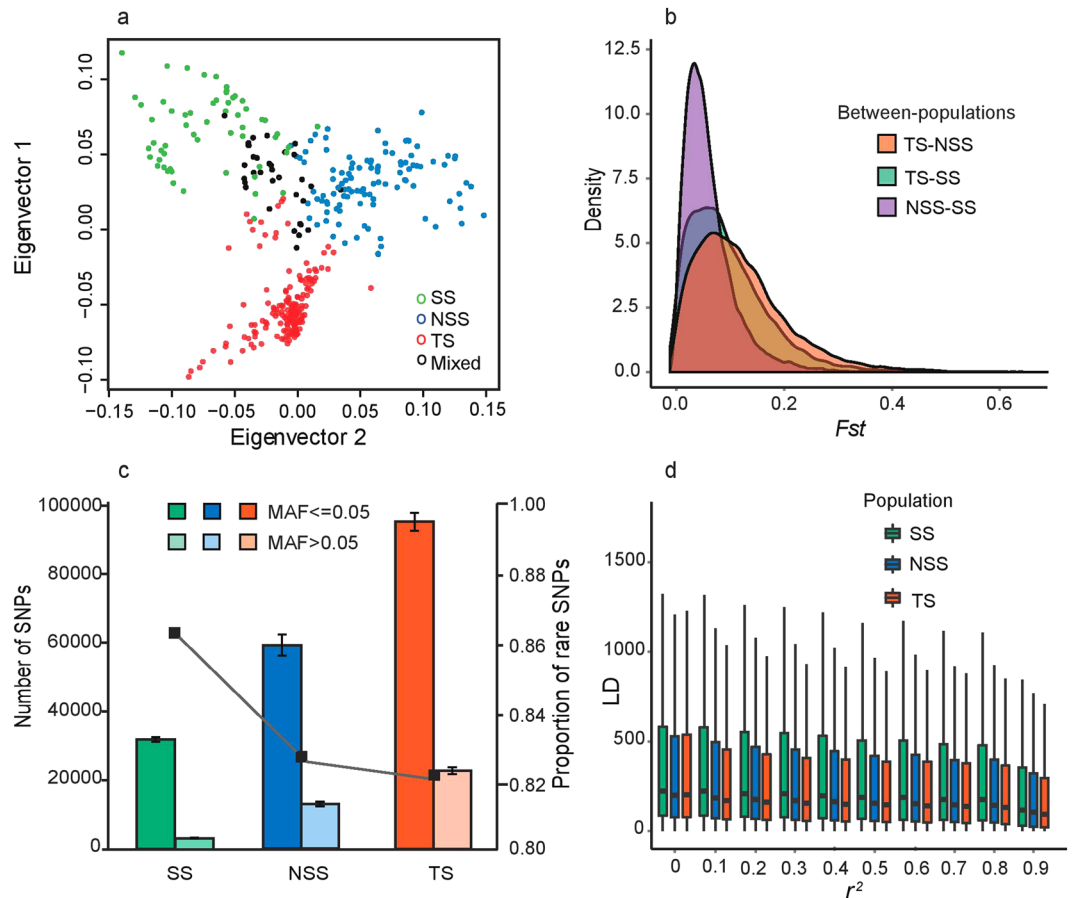 a
0.10
0.05
0.00
−0.05
−0.10
Eigenvector 1
SS
NSS
TS
Mixed
−0.15 −0.10 −0.05 0.00 0.05 0.10 0.15
Eigenvector 2
b
12.5
10.0
7.5
5.0
2.5
0.0
Density
Between-populations
TS-NSS
TS-SS
NSS-SS
0.0 0.2 0.4 0.6
Fst
c
100000
80000
60000
40000
20000
0
Number of SNPs
MAF<=0.05
MAF>0.05
1.00
0.88
0.86
0.84
0.82
0.80
Proportion of rare SNPs
SS NSS TS
d
Population
SS
NSS
TS
1500
1000
500
0
LD
0 0.1 0.2 0.3 0.4 0.5 0.6 0.7 0.8 0.9
r²